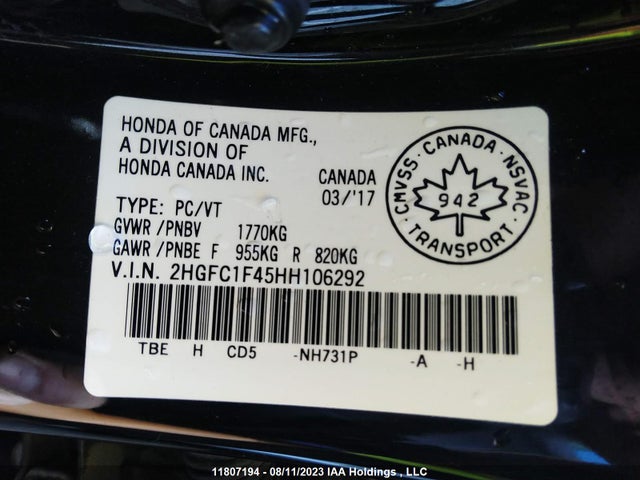 HONDA OF CANADA MFG.,
A DIVISION OF
HONDA CANADA INC.
CANADA
03/'17
TYPE: PC/VT
GVWR /PNBV 1770KG
GAWR /PNBE F 955KG R 820KG
V.I.N. 2HGFC1F45HH106292
TBE H CD5 -NH731P -A -H
CMVSS · CANADA · NSVAC
942
TRANSPORT
11807194 - 08/11/2023 IAA Holdings , LLC